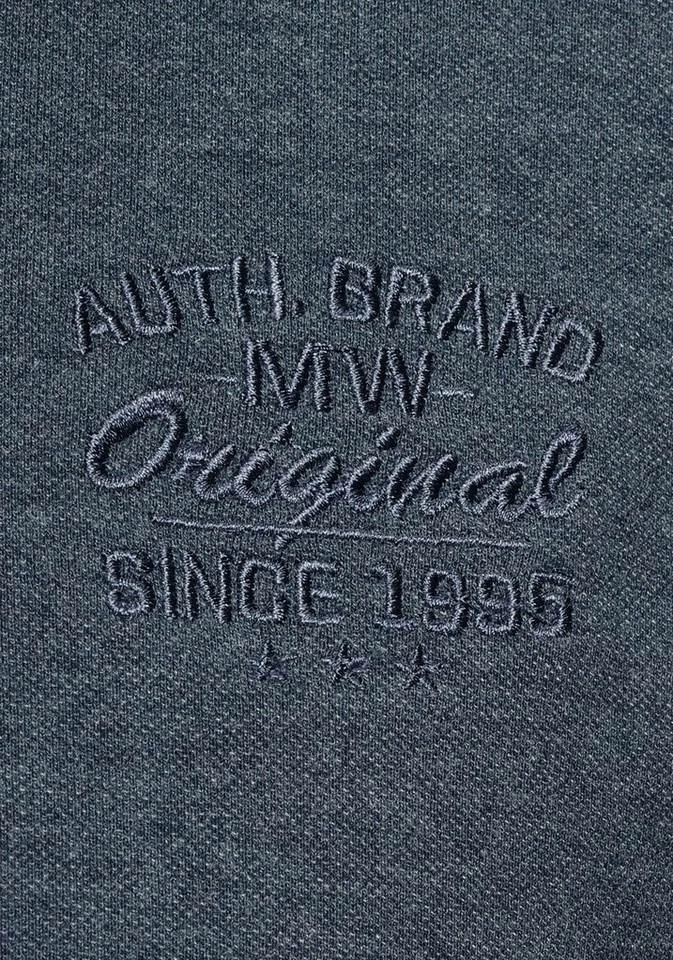 AUTH. BRAND
-MW-
Original
SINCE 1995